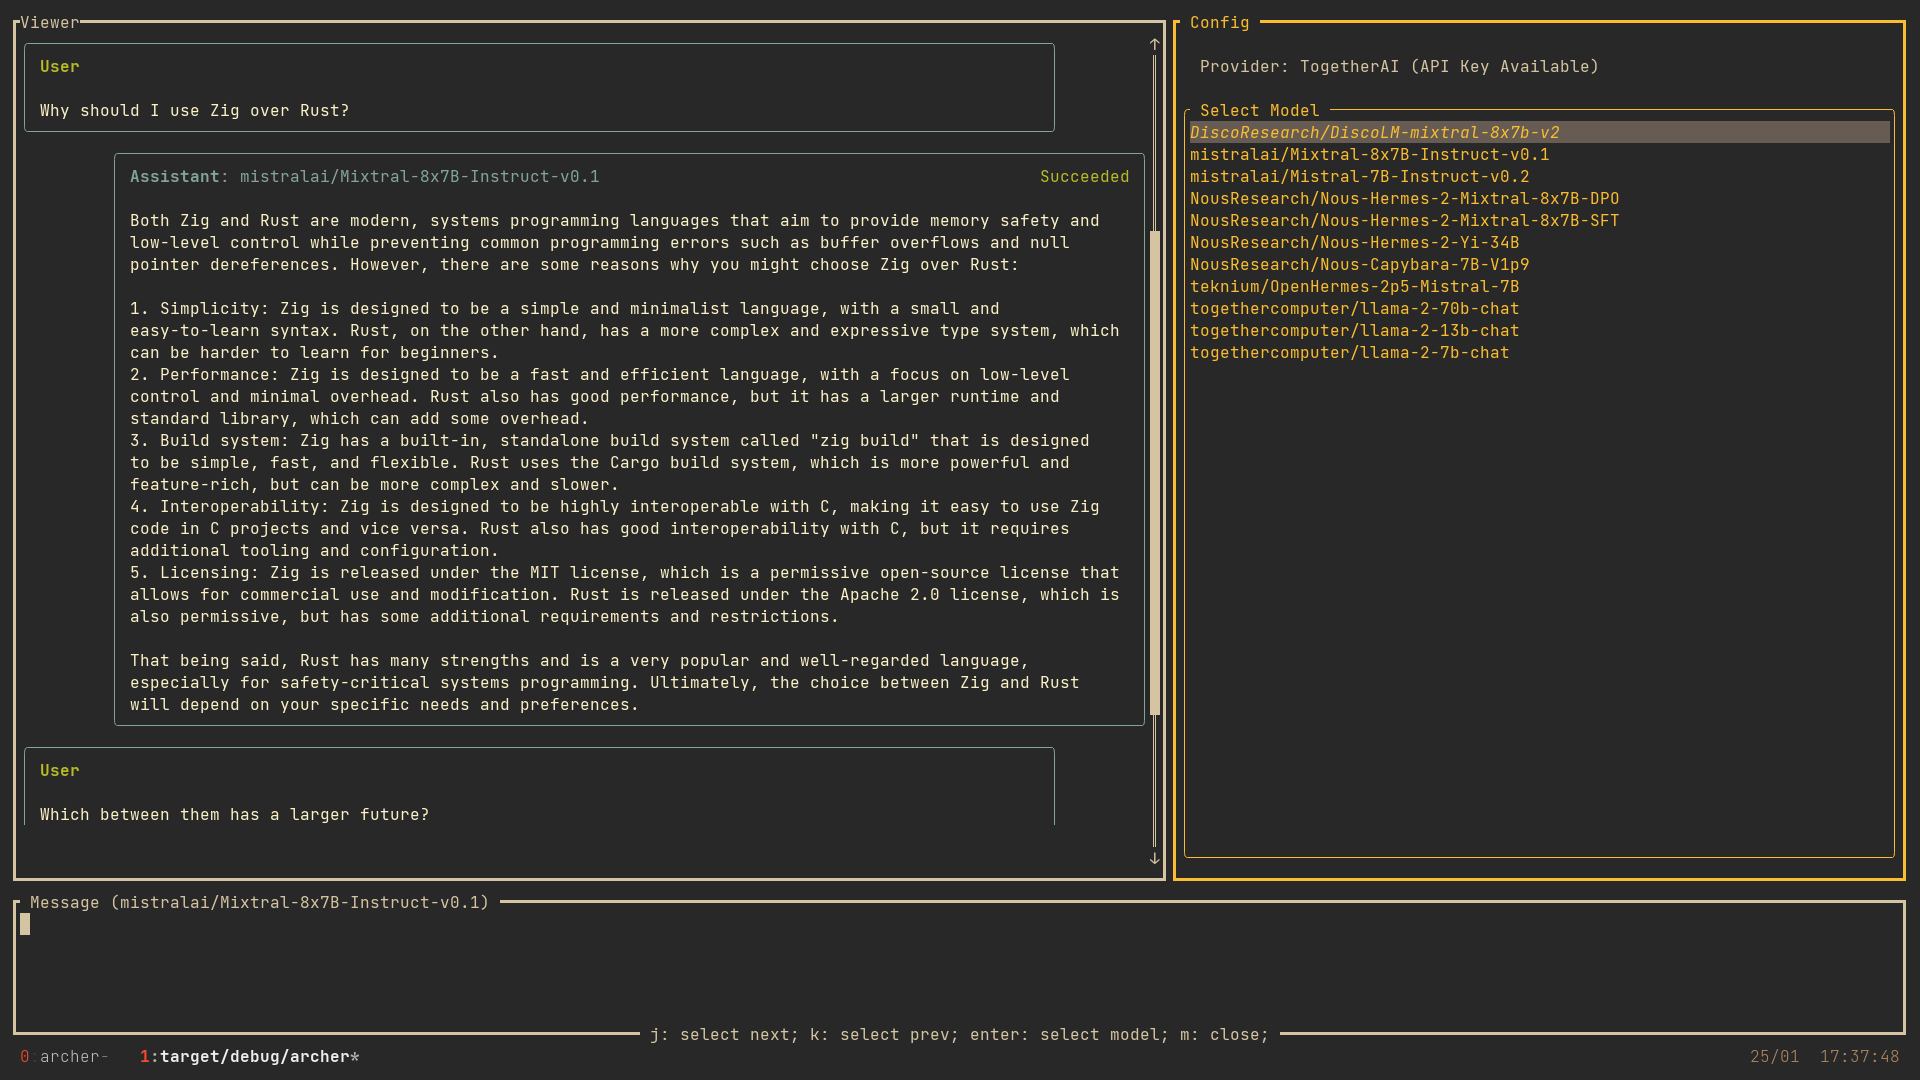 Viewer
User
Why should I use Zig over Rust?
Assistant: mistralai/Mixtral-8x7B-Instruct-v0.1 Succeeded
Both Zig and Rust are modern, systems programming languages that aim to provide memory safety and
low-level control while preventing common programming errors such as buffer overflows and null
pointer dereferences. However, there are some reasons why you might choose Zig over Rust:
1. Simplicity: Zig is designed to be a simple and minimalist language, with a small and
easy-to-learn syntax. Rust, on the other hand, has a more complex and expressive type system, which
can be harder to learn for beginners.
2. Performance: Zig is designed to be a fast and efficient language, with a focus on low-level
control and minimal overhead. Rust also has good performance, but it has a larger runtime and
standard library, which can add some overhead.
3. Build system: Zig has a built-in, standalone build system called "zig build" that is designed
to be simple, fast, and flexible. Rust uses the Cargo build system, which is more powerful and
feature-rich, but can be more complex and slower.
4. Interoperability: Zig is designed to be highly interoperable with C, making it easy to use Zig
code in C projects and vice versa. Rust also has good interoperability with C, but it requires
additional tooling and configuration.
5. Licensing: Zig is released under the MIT license, which is a permissive open-source license that
allows for commercial use and modification. Rust is released under the Apache 2.0 license, which is
also permissive, but has some additional requirements and restrictions.
That being said, Rust has many strengths and is a very popular and well-regarded language,
especially for safety-critical systems programming. Ultimately, the choice between Zig and Rust
will depend on your specific needs and preferences.
User
Which between them has a larger future?
Config
Provider: TogetherAI (API Key Available)
Select Model
DiscoResearch/DiscoLM-mixtral-8x7b-v2
mistralai/Mixtral-8x7B-Instruct-v0.1
mistralai/Mistral-7B-Instruct-v0.2
NousResearch/Nous-Hermes-2-Mixtral-8x7B-DPO
NousResearch/Nous-Hermes-2-Mixtral-8x7B-SFT
NousResearch/Nous-Hermes-2-Yi-34B
NousResearch/Nous-Capybara-7B-V1p9
teknium/OpenHermes-2p5-Mistral-7B
togethercomputer/llama-2-70b-chat
togethercomputer/llama-2-13b-chat
togethercomputer/llama-2-7b-chat
Message (mistralai/Mixtral-8x7B-Instruct-v0.1)
j: select next; k: select prev; enter: select model; m: close;
0:archer- 1:target/debug/archer* 25/01 17:37:48